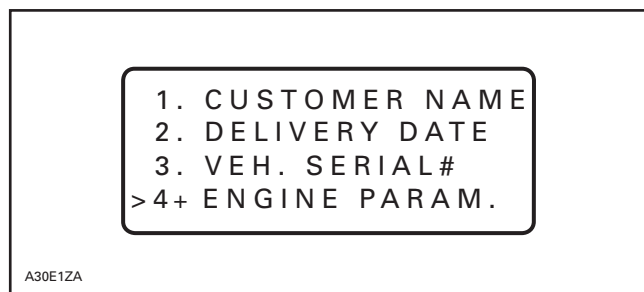 1. CUSTOMER NAME
2. DELIVERY DATE
3. VEH. SERIAL#
>4+ ENGINE PARAM.
A30E1ZA